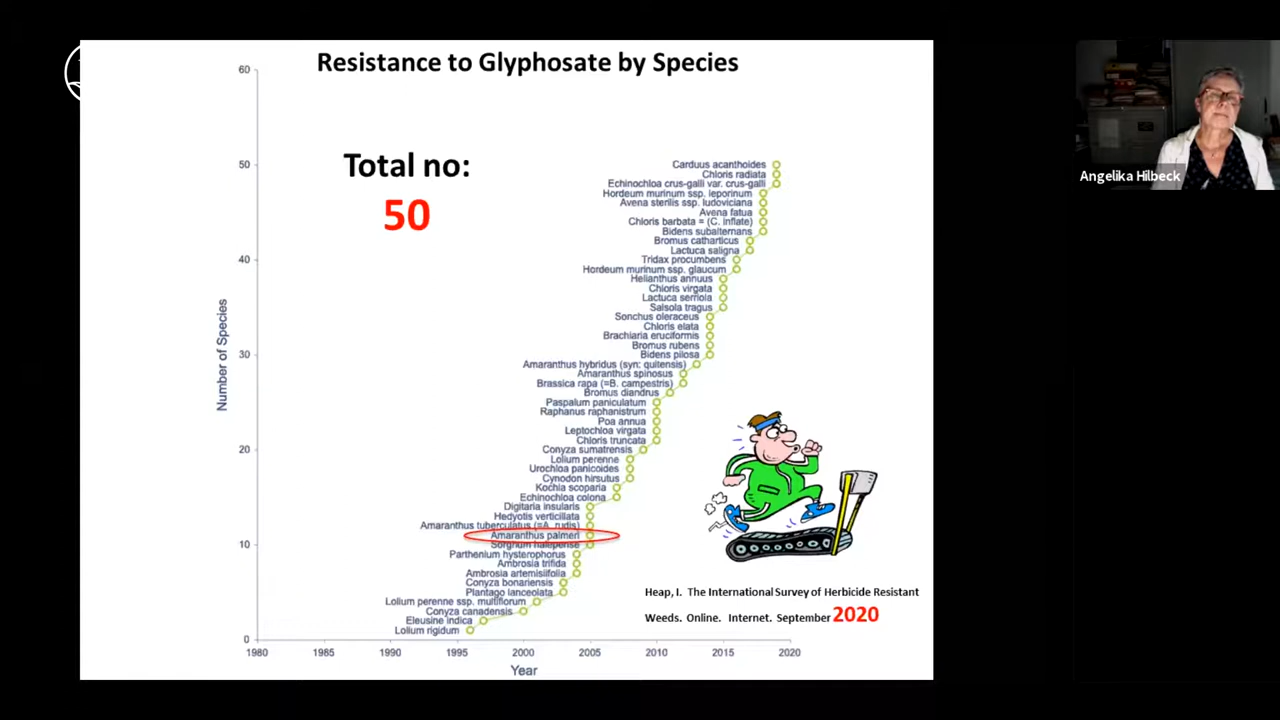 Resistance to Glyphosate by Species
60
Total no:
50
50
Carduus acanthoides
Chloris radiata
Echinochloa crus-galli var. crus-galli
Hordeum murinum ssp. leporinum
Avena sterilis ssp. ludoviciana
Avena fatua
Chloris barbata = (C. inflate)
Bidens subalternans
Bromus catharticus
Lactuca saligna
40
Tridax procumbens
Hordeum murinum ssp. glaucum
Helianthus annuus
Chloris virgata
Lactuca serriola
Salsola tragus
Sonchus oleraceus
Chloris elata
Brachiaria eruciformis
Bromus rubens
30
Bidens pilosa
Amaranthus hybridus (syn: quitensis)
Amaranthus spinosus
Brassica rapa (=B. campestris)
Bromus diandrus
Paspalum paniculatum
Raphanus raphanistrum
Poa annua
Leptochloa virgata
Chloris truncata
20
Conyza sumatrensis
Lolium perenne
Urochloa panicoides
Cynodon hirsutus
Kochia scoparia
Echinochloa colona
Digitaria insularis
Hedyotis verticillata
Amaranthus tuberculatus (=A. rudis)
Amaranthus palmeri
10
Sorghum halepense
Parthenium hysterophorus
Ambrosia trifida
Ambrosia artemisiifolia
Conyza bonariensis
Plantago lanceolata
Lolium perenne ssp. multiflorum
Conyza canadensis
Eleusine indica
Lolium rigidum
0
Number of Species
1980 1985 1990 1995 2000 2005 2010 2015 2020
Year
Heap, I. The International Survey of Herbicide Resistant
Weeds. Online. Internet. September 2020
Angelika Hilbeck